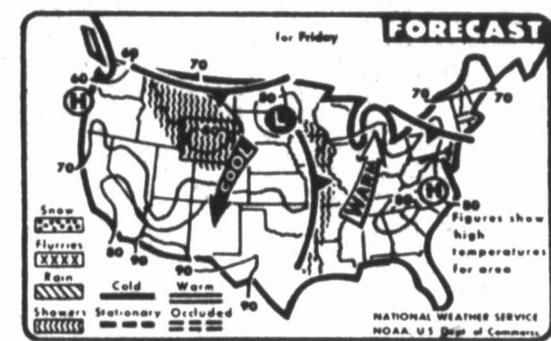 FORECAST
for Friday
60
70
60
H
80
L
70
70
60
COOL
WARM
70
H
80
80
80
90
90
90
Snow
Flurries
Rain
Showers
Cold Warm
Stationary Occluded
Figures show
high
temperatures
for area
NATIONAL WEATHER SERVICE
NOAA, U S Dept of Commerce